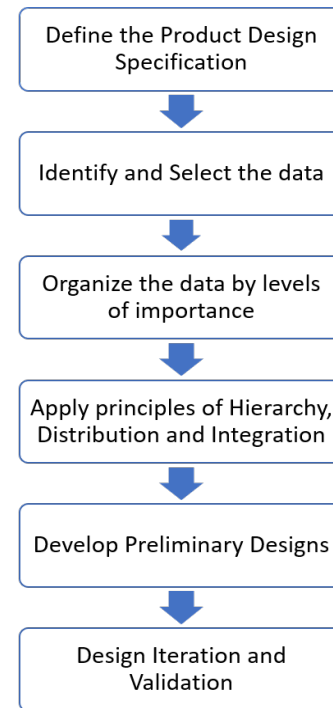 Define the Product Design
Specification
Identify and Select the data
Organize the data by levels
of importance
Apply principles of Hierarchy,
Distribution and Integration
Develop Preliminary Designs
Design Iteration and
Validation